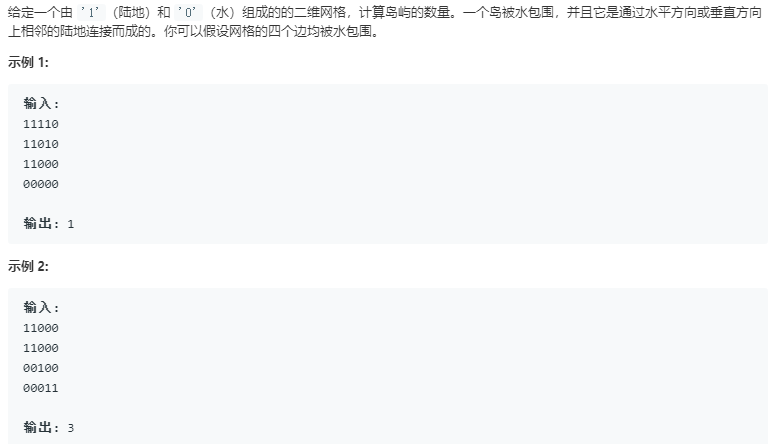 给定一个由 '1'（陆地）和 '0'（水）组成的的二维网格，计算岛屿的数量。一个岛被水包围，并且它是通过水平方向或垂直方向
上相邻的陆地连接而成的。你可以假设网格的四个边均被水包围。
示例 1:
输入:
11110
11010
11000
00000
输出: 1
示例 2:
输入:
11000
11000
00100
00011
输出: 3